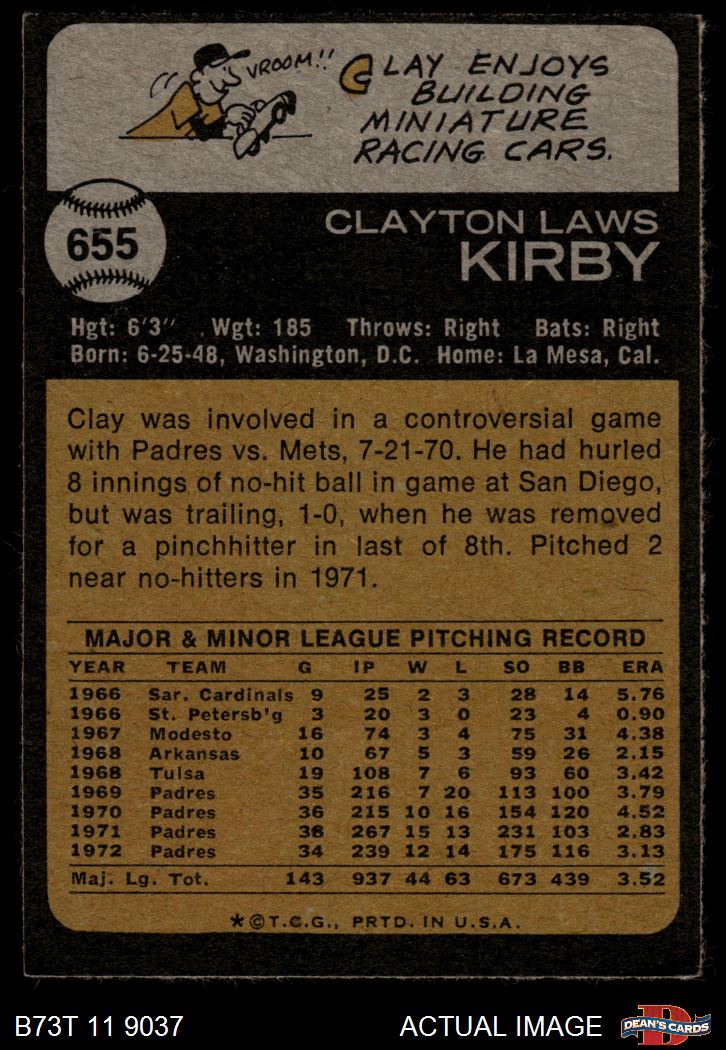 VROOM!!
CLAY ENJOYS
BUILDING
MINIATURE
RACING CARS.
655
CLAYTON LAWS
KIRBY
Hgt: 6'3" Wgt: 185 Throws: Right Bats: Right
Born: 6-25-48, Washington, D.C. Home: La Mesa, Cal.
Clay was involved in a controversial game
with Padres vs. Mets, 7-21-70. He had hurled
8 innings of no-hit ball in game at San Diego,
but was trailing, 1-0, when he was removed
for a pinchhitter in last of 8th. Pitched 2
near no-hitters in 1971.
MAJOR & MINOR LEAGUE PITCHING RECORD
YEAR TEAM G IP W L SO BB ERA
1966 Sar. Cardinals 9 25 2 3 28 14 5.76
1966 St. Petersb'g 3 20 3 0 23 4 0.90
1967 Modesto 16 74 3 4 75 31 4.38
1968 Arkansas 10 67 5 3 59 26 2.15
1968 Tulsa 19 108 7 6 93 60 3.42
1969 Padres 35 216 7 20 113 100 3.79
1970 Padres 36 215 10 16 154 120 4.52
1971 Padres 38 267 15 13 231 103 2.83
1972 Padres 34 239 12 14 175 116 3.13
Maj. Lg. Tot. 143 937 44 63 673 439 3.52
*©T.C.G., PRTD. IN U.S.A.
B73T 11 9037 ACTUAL IMAGE
D
DEAN'S CARDS